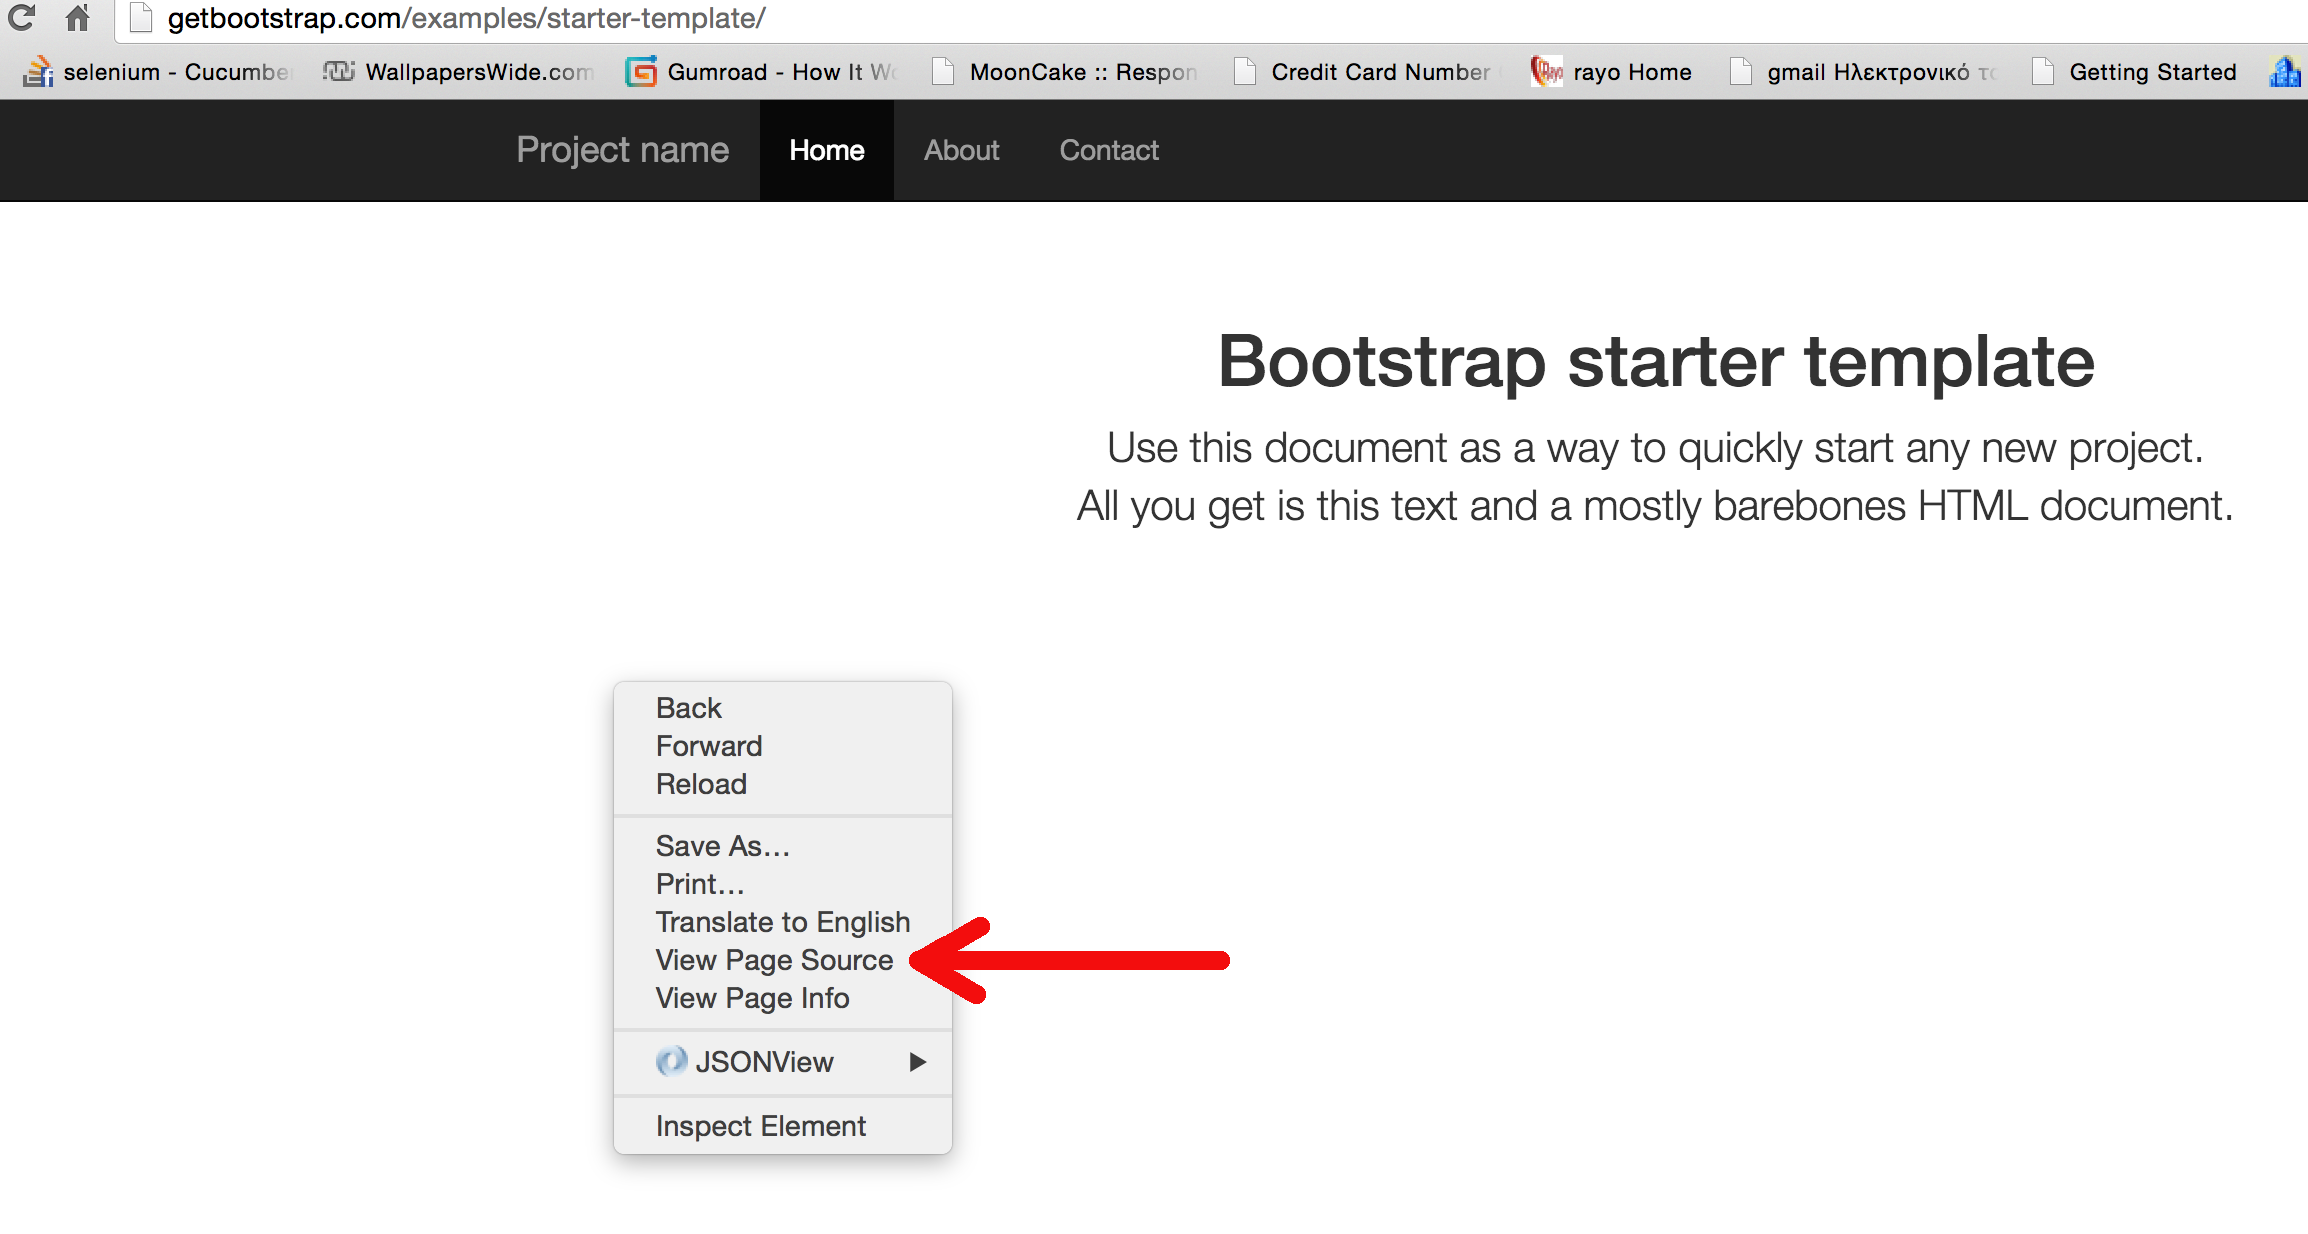 getbootstrap.com/examples/starter-template/
selenium - Cucumber WallpapersWide.com Gumroad - How It MoonCake :: Respon Credit Card Number rayo Home gmail Ηλεκτρονικό Getting Started
Project name Home About Contact
Bootstrap starter template
Use this document as a way to quickly start any new project.
All you get is this text and a mostly barebones HTML document.
Back
Forward
Reload
Save As...
Print...
Translate to English
View Page Source
View Page Info
JSONView
Inspect Element